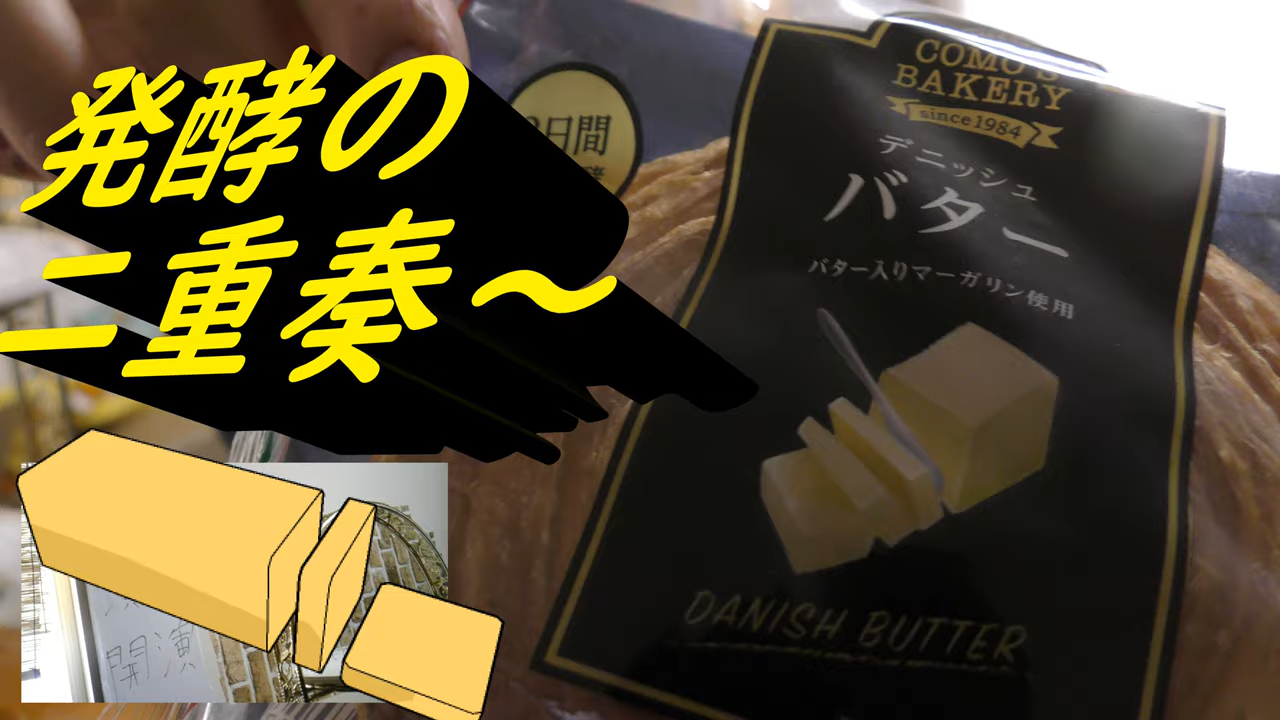 発酵の
二重奏〜
日間
COMO'S
BAKERY
since1984
デニッシュ
バター
バター入りマーガリン使用
DANISH BUTTER
開演